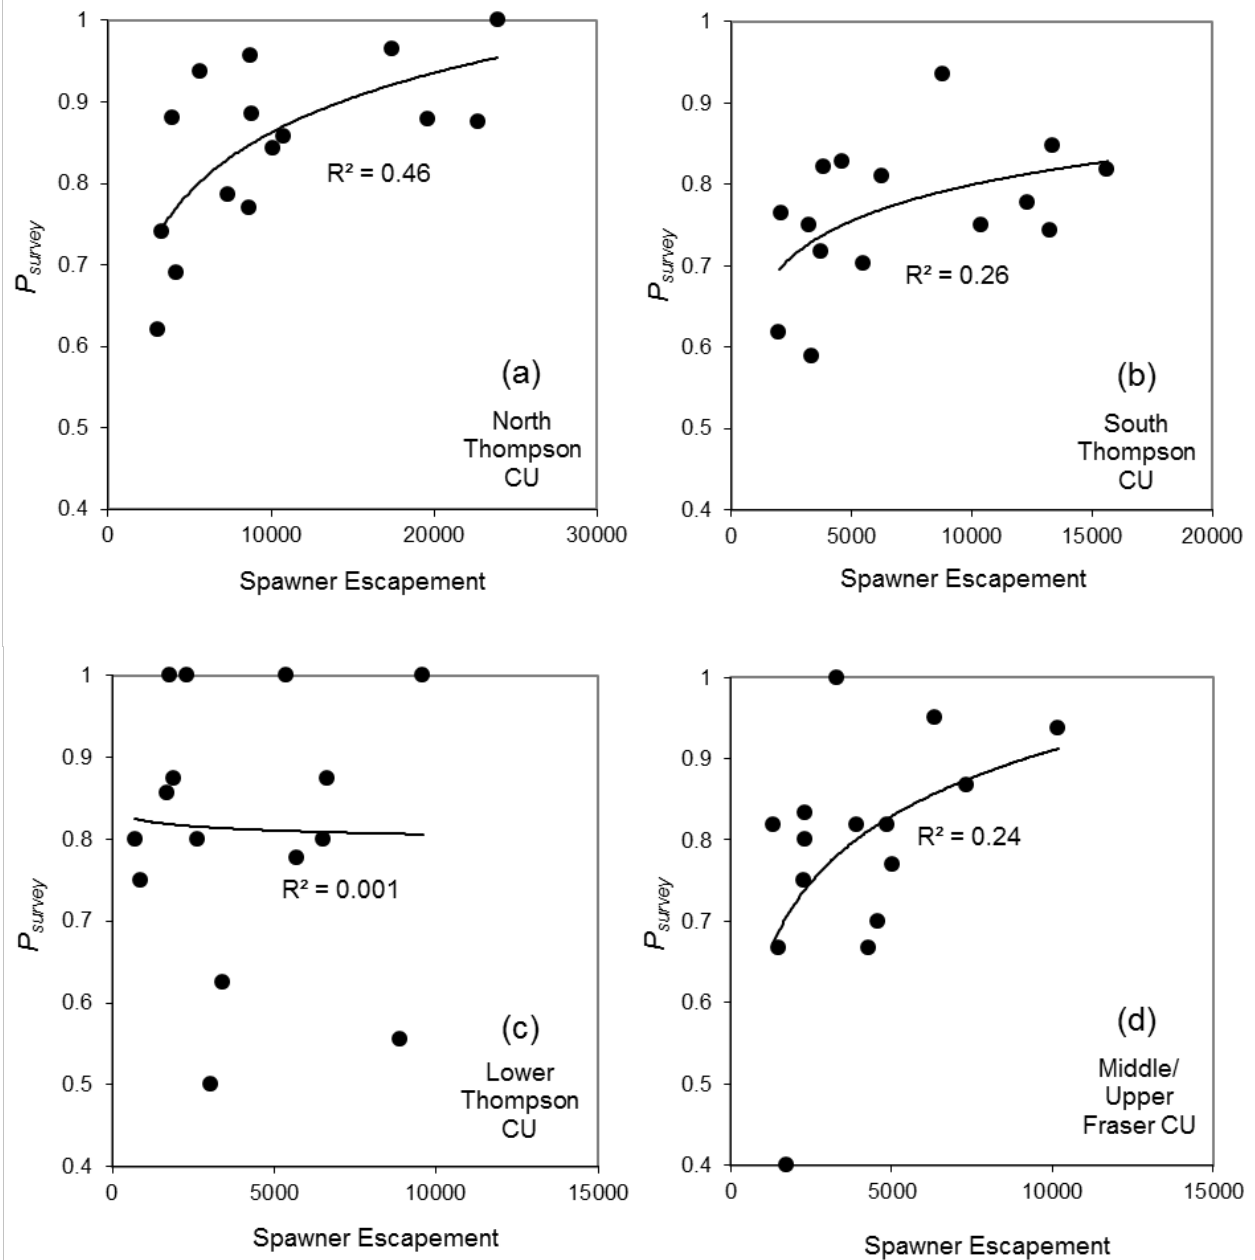 1
0.9
0.8
0.7
0.6
0.5
0.4
P survey
R² = 0.46
(a)
North
Thompson
CU
0 10000 20000 30000
Spawner Escapement
1
0.9
0.8
0.7
0.6
0.5
0.4
P survey
R² = 0.26
(b)
South
Thompson
CU
0 5000 10000 15000 20000
Spawner Escapement
1
0.9
0.8
0.7
0.6
0.5
0.4
P survey
R² = 0.001
(c)
Lower
Thompson
CU
0 5000 10000 15000
Spawner Escapement
1
0.9
0.8
0.7
0.6
0.5
0.4
P survey
R² = 0.24
(d)
Middle/
Upper
Fraser CU
0 5000 10000 15000
Spawner Escapement